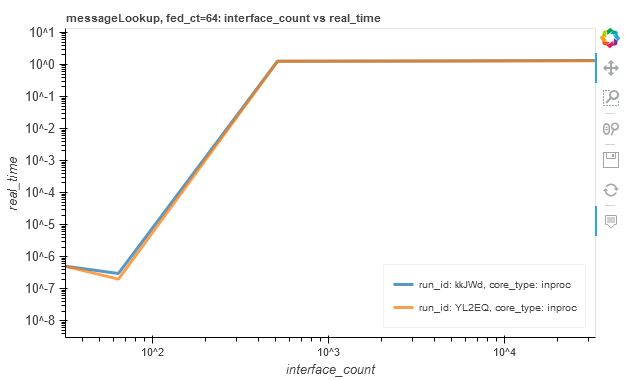 messageLookup, fed_ct=64: interface_count vs real_time
10^1
10^0
10^-1
10^-2
10^-3
10^-4
10^-5
10^-6
10^-7
10^-8
real_time
run_id: kkJWd, core_type: inproc
run_id: YL2EQ, core_type: inproc
10^2
10^3
10^4
interface_count